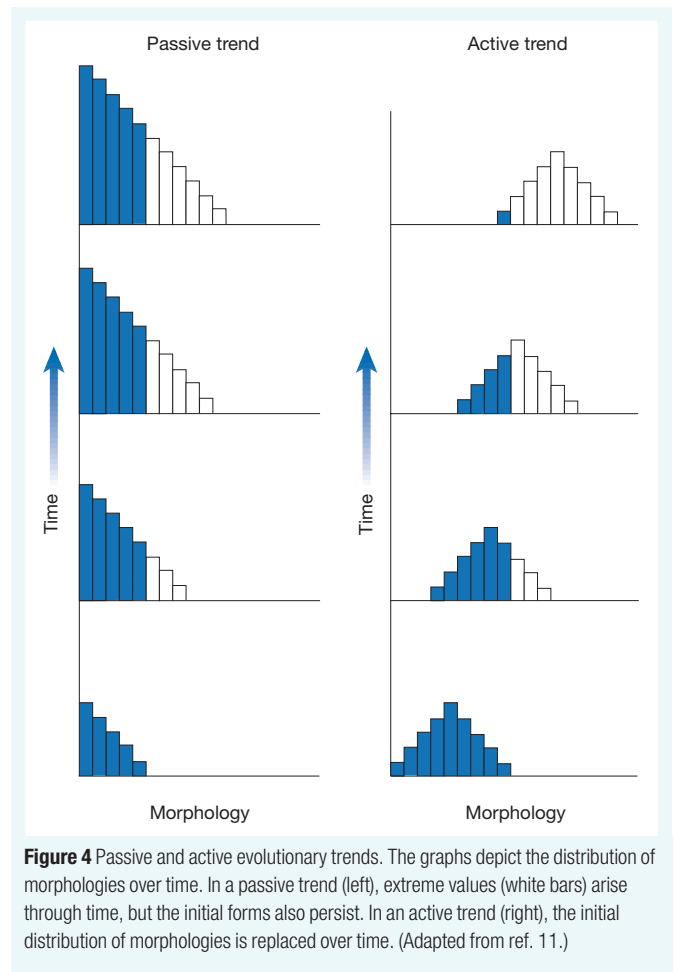 Passive trend
Active trend
Time
Time
Morphology
Morphology
Figure 4 Passive and active evolutionary trends. The graphs depict the distribution of
morphologies over time. In a passive trend (left), extreme values (white bars) arise
through time, but the initial forms also persist. In an active trend (right), the initial
distribution of morphologies is replaced over time. (Adapted from ref. 11.)